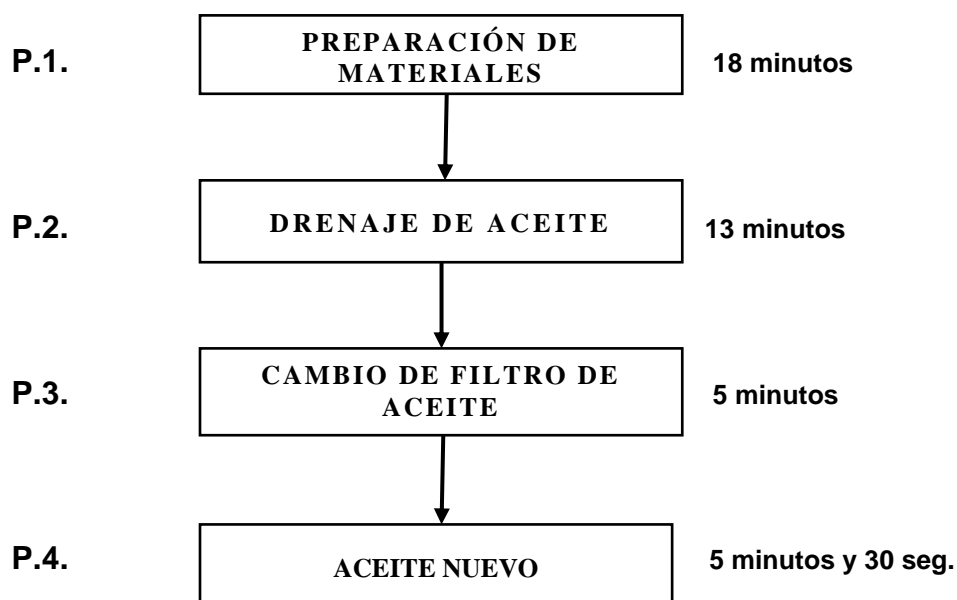 P.1.
PREPARACIÓN DE
MATERIALES
18 minutos
P.2.
DRENAJE DE ACEITE
13 minutos
P.3.
CAMBIO DE FILTRO DE
ACEITE
5 minutos
P.4.
ACEITE NUEVO
5 minutos y 30 seg.